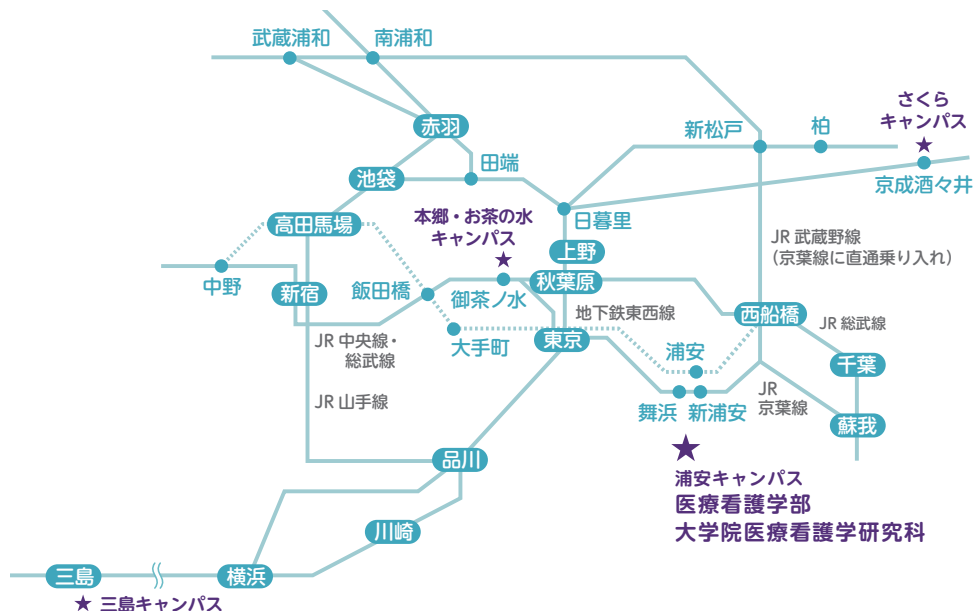 武蔵浦和
南浦和
さくら
キャンパス
赤羽
新松戸
柏
田端
池袋
京成酒々井
本郷・お茶の水
キャンパス
高田馬場
日暮里
上野
JR 武蔵野線
（京葉線に直通乗り入れ）
中野
新宿
飯田橋
御茶ノ水
秋葉原
地下鉄東西線
西船橋
JR 総武線
JR 中央線・
総武線
大手町
東京
浦安
千葉
JR 山手線
舞浜
新浦安
JR
京葉線
蘇我
品川
浦安キャンパス
医療看護学部
大学院医療看護学研究科
川崎
三島
横浜
三島キャンパス